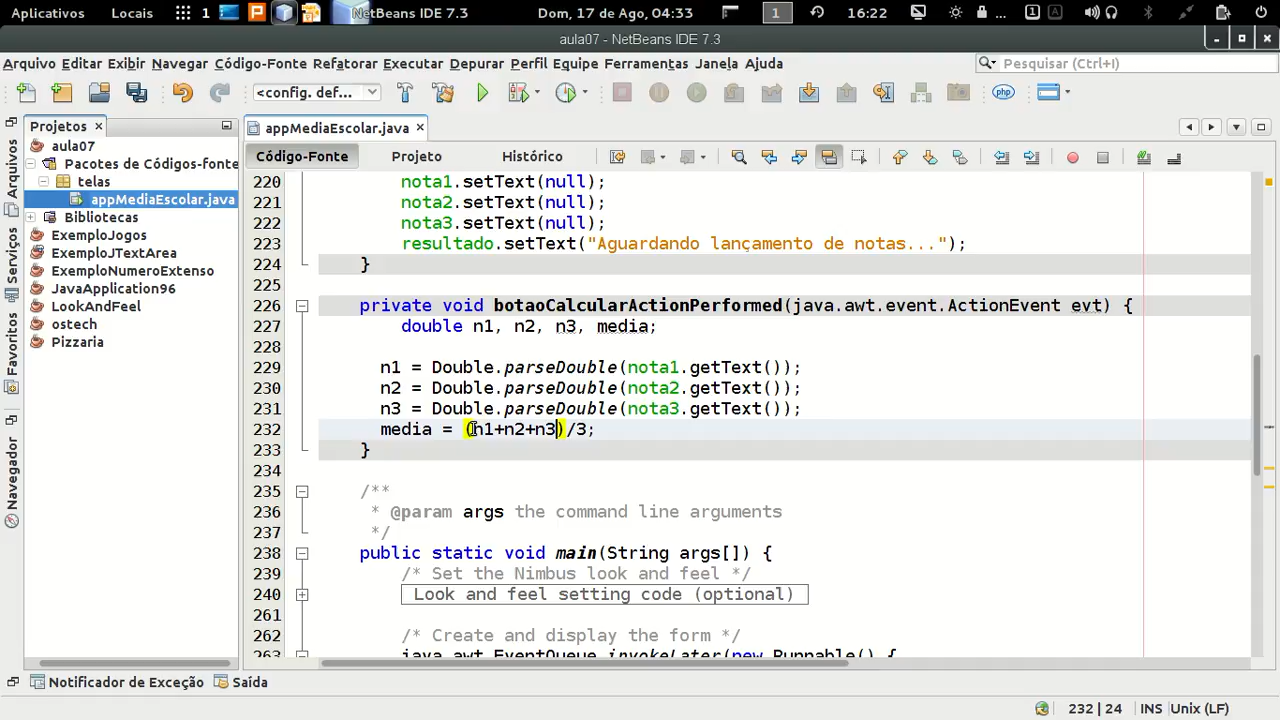 Aplicativos Locais 1 NetBeans IDE 7.3 Dom, 17 de Ago, 04:33 1 16:22 ... 1 A
aula07 - NetBeans IDE 7.3
Arquivo Editar Exibir Navegar Código-Fonte Refatorar Executar Depurar Perfil Equipe Ferramentas Janela Ajuda Pesquisar (Ctrl+I)
<config. def... php
Projetos × appMediaEscolar.java ×
aula07
Código-Fonte Projeto Histórico
Pacotes de Códigos-fonte
telas
appMediaEscolar.java
Bibliotecas
ExemploJogos
ExemploJTextArea
ExemploNumeroExtenso
JavaApplication96
LookAndFeel
ostech
Pizzaria
Arquivos
Serviços
Favoritos
Navegador
220 nota1.setText(null);
221 nota2.setText(null);
222 nota3.setText(null);
223 resultado.setText("Aguardando lançamento de notas...");
224 }
225
226 private void botaoCalcularActionPerformed(java.awt.event.ActionEvent evt) {
227 double n1, n2, n3, media;
228
229 n1 = Double.parseDouble(nota1.getText());
230 n2 = Double.parseDouble(nota2.getText());
231 n3 = Double.parseDouble(nota3.getText());
232 media = (n1+n2+n3)/3;
233 }
234
235 /**
236 * @param args the command line arguments
237 */
238 public static void main(String args[]) {
239 /* Set the Nimbus look and feel */
240 Look and feel setting code (optional)
261
262 /* Create and display the form */
263 java.awt.EventQueue.invokeLater(new Runnable() {
Notificador de Exceção Saída
232 | 24 INS Unix (LF)